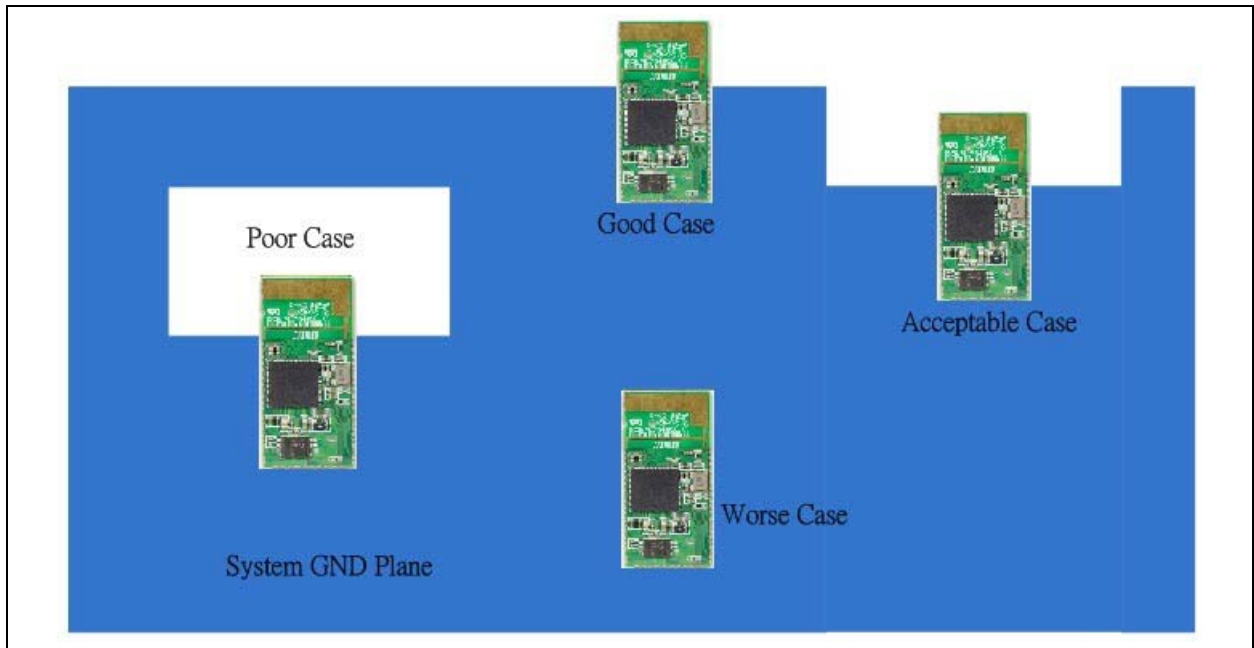 Good Case
Poor Case
Acceptable Case
Worse Case
System GND Plane